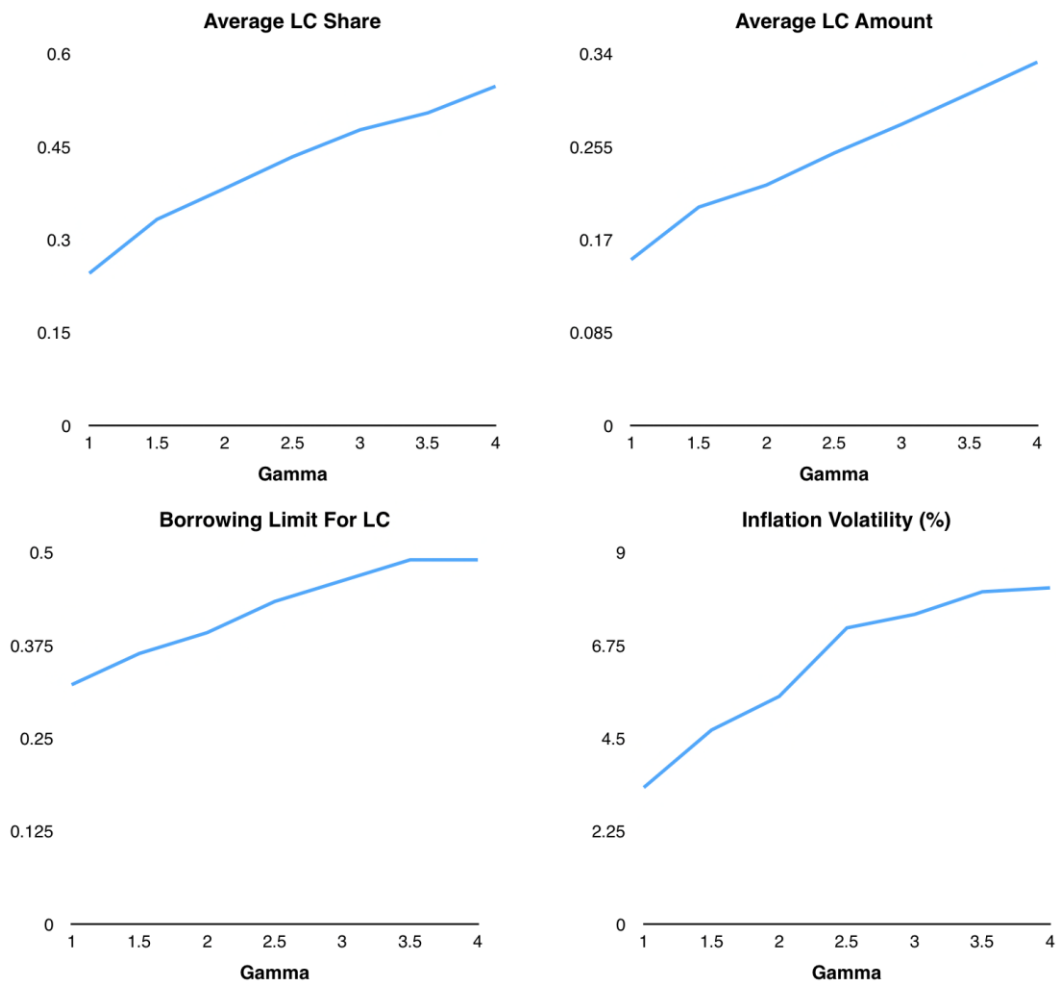 Average LC Share
0.6
0.45
0.3
0.15
0
1 1.5 2 2.5 3 3.5 4
Gamma
Average LC Amount
0.34
0.255
0.17
0.085
0
1 1.5 2 2.5 3 3.5 4
Gamma
Borrowing Limit For LC
0.5
0.375
0.25
0.125
0
1 1.5 2 2.5 3 3.5 4
Gamma
Inflation Volatility (%)
9
6.75
4.5
2.25
0
1 1.5 2 2.5 3 3.5 4
Gamma